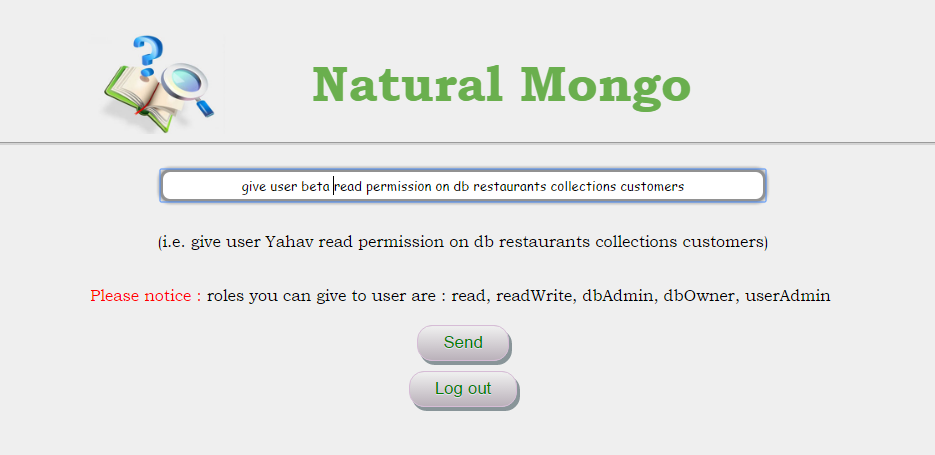 Natural Mongo
give user beta read permission on db restaurants collections customers
(i.e. give user Yahav read permission on db restaurants collections customers)
Please notice : roles you can give to user are : read, readWrite, dbAdmin, dbOwner, userAdmin
Send
Log out